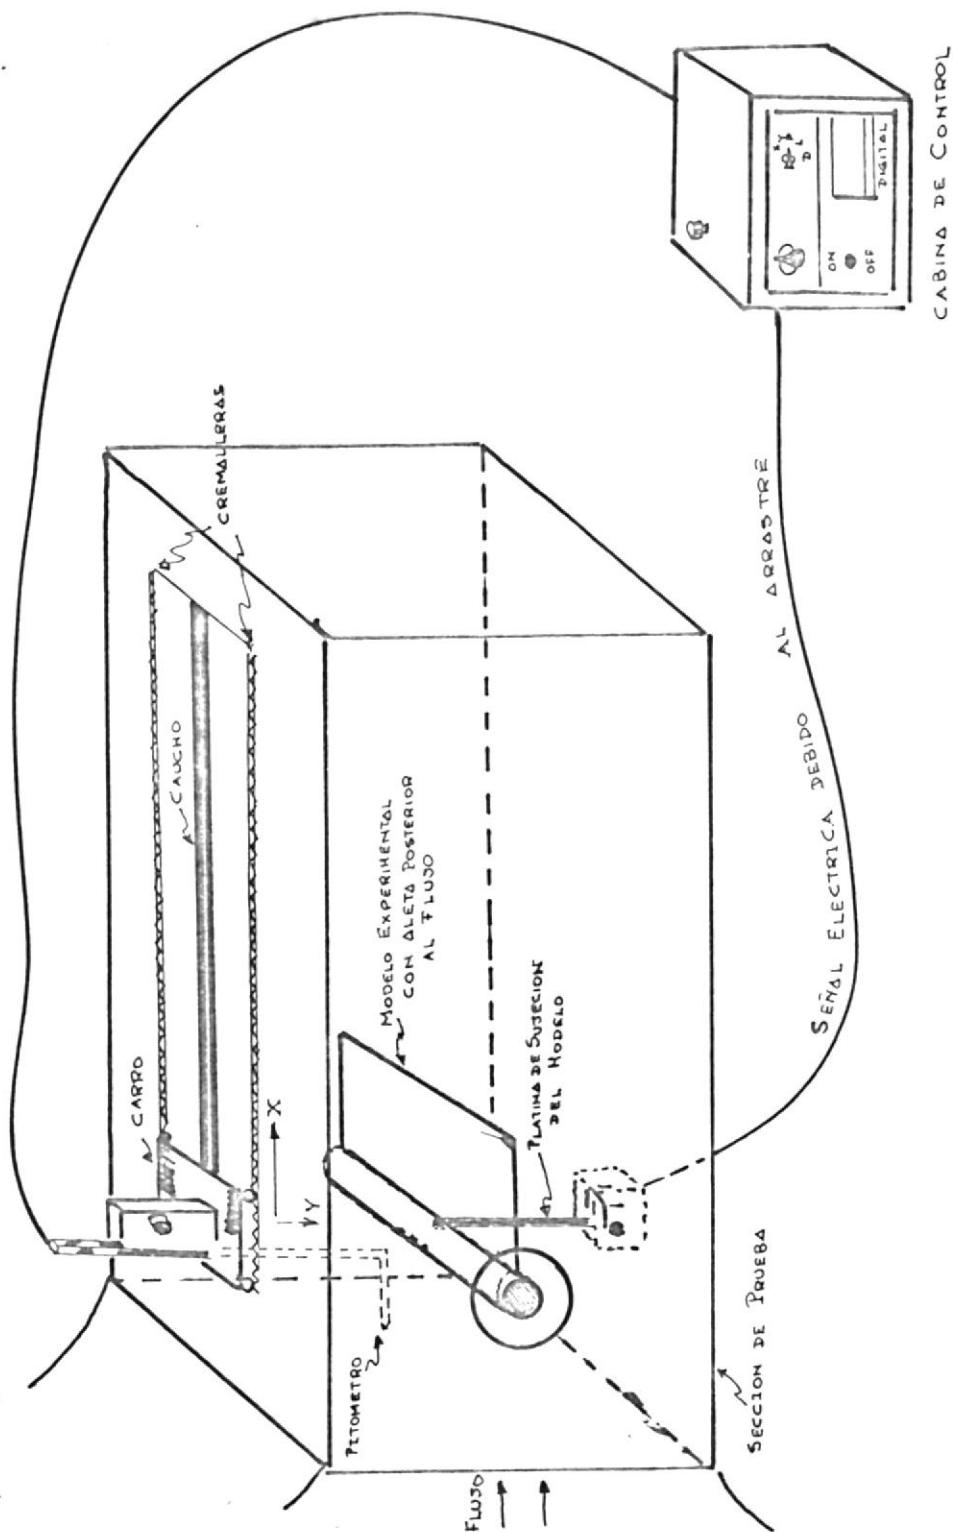 CREMALLERAS
CAUCHO
CARRO
X
Y
PITOMETRO
MODELO EXPERIMENTAL
CON ALETA POSTERIOR
AL FLUJO
PLATINA DE SUJECION
DEL MODELO
FLUJO
SECCION DE PRUEBA
SEÑAL ELECTRICA DEBIDO AL ARRASTRE
ON
OFF
X
Y
L
D
DIGITAL
CABINA DE CONTROL